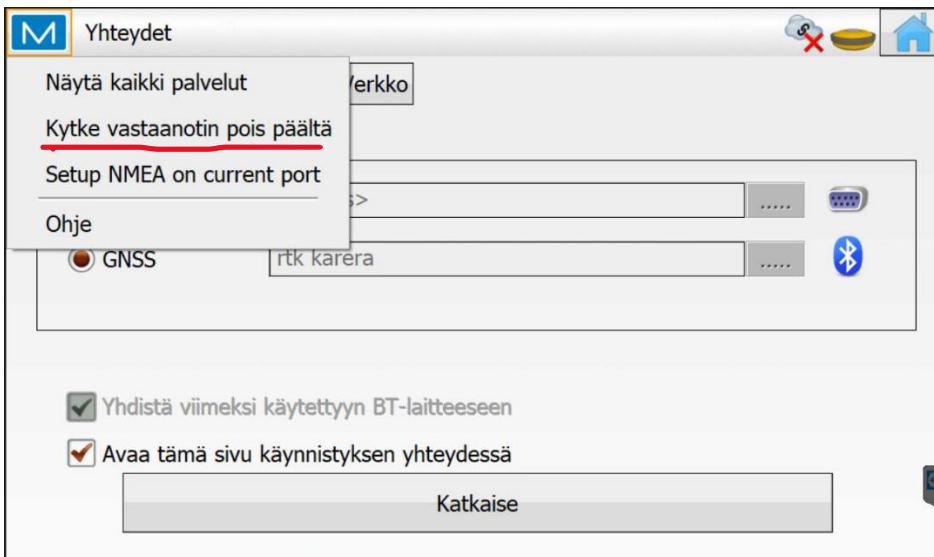 Yhteydet
Näytä kaikki palvelut
Verkko
Kytke vastaanotin pois päältä
Setup NMEA on current port
s>
.....
Ohje
GNSS
rtk karera
.....
Yhdistä viimeksi käytettyyn BT-laitteeseen
Avaa tämä sivu käynnistyksen yhteydessä
Katkaise